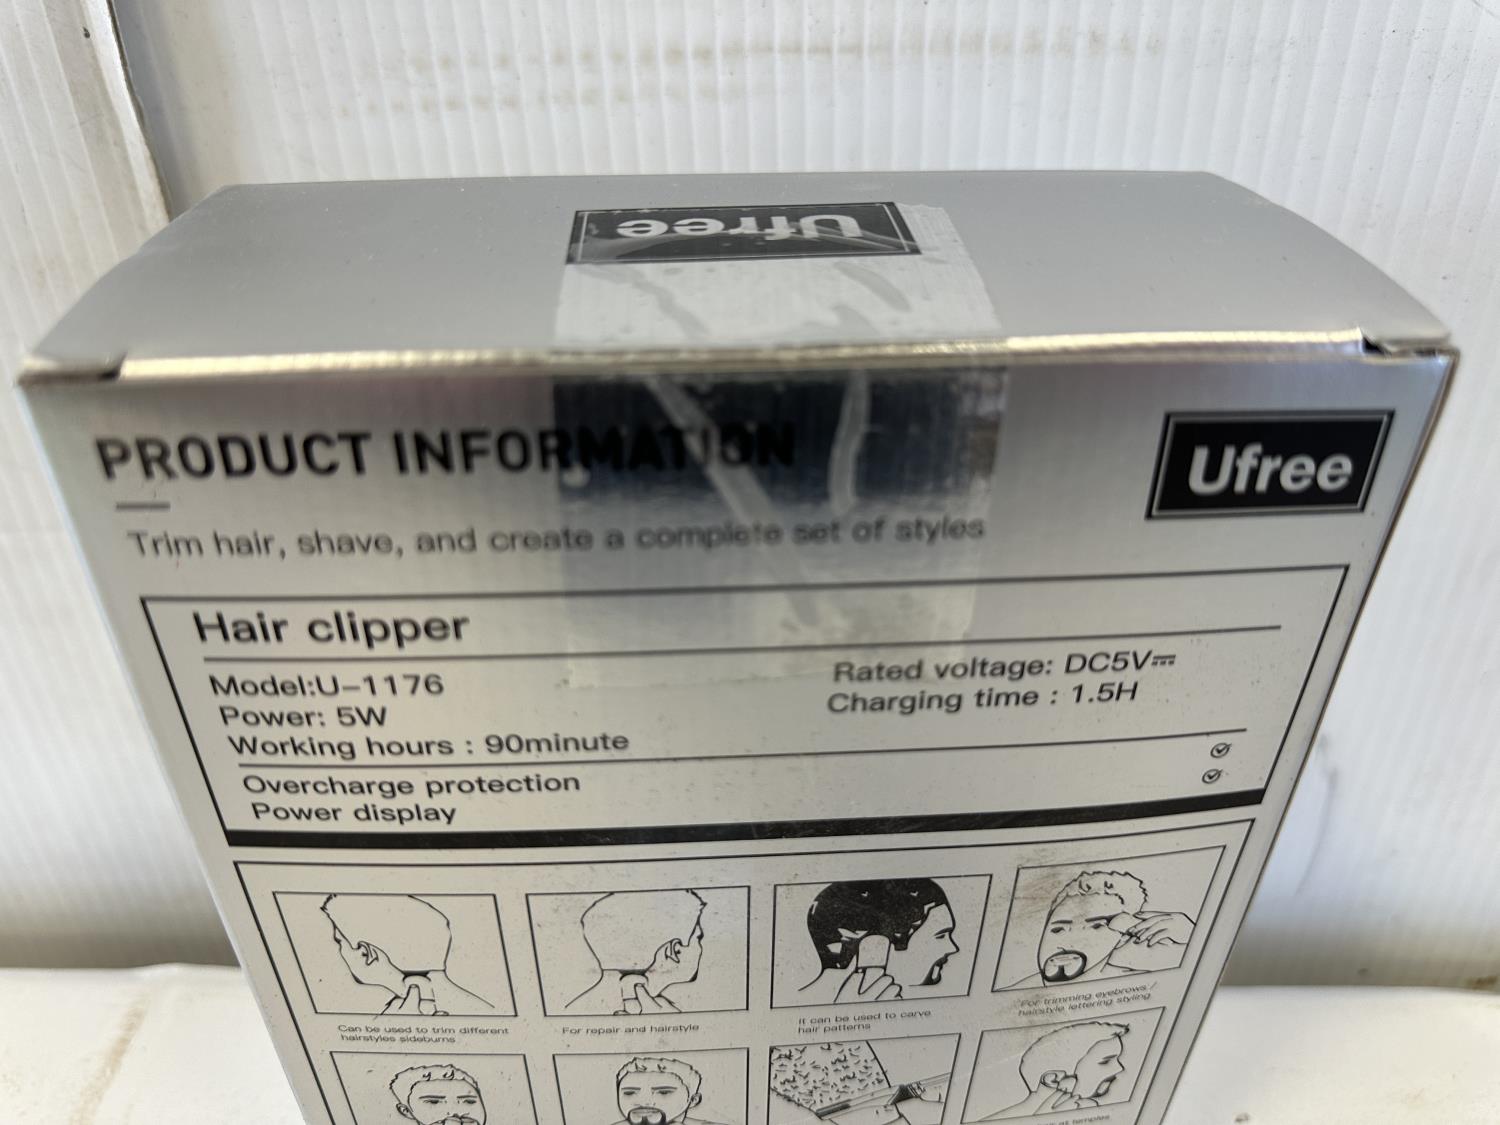 Ufree
PRODUCT INFORMATION
Ufree
Trim hair, shave, and create a complete set of styles
Hair clipper
Model:U-1176
Rated voltage: DC5V⎓
Power: 5W
Charging time : 1.5H
Working hours : 90minute
Overcharge protection
Power display
Can be used to trim different
hairstyles sideburns
For repair and hairstyle
It can be used to carve
hair patterns
For trimming eyebrows /
hairstyle lettering styling
at temples